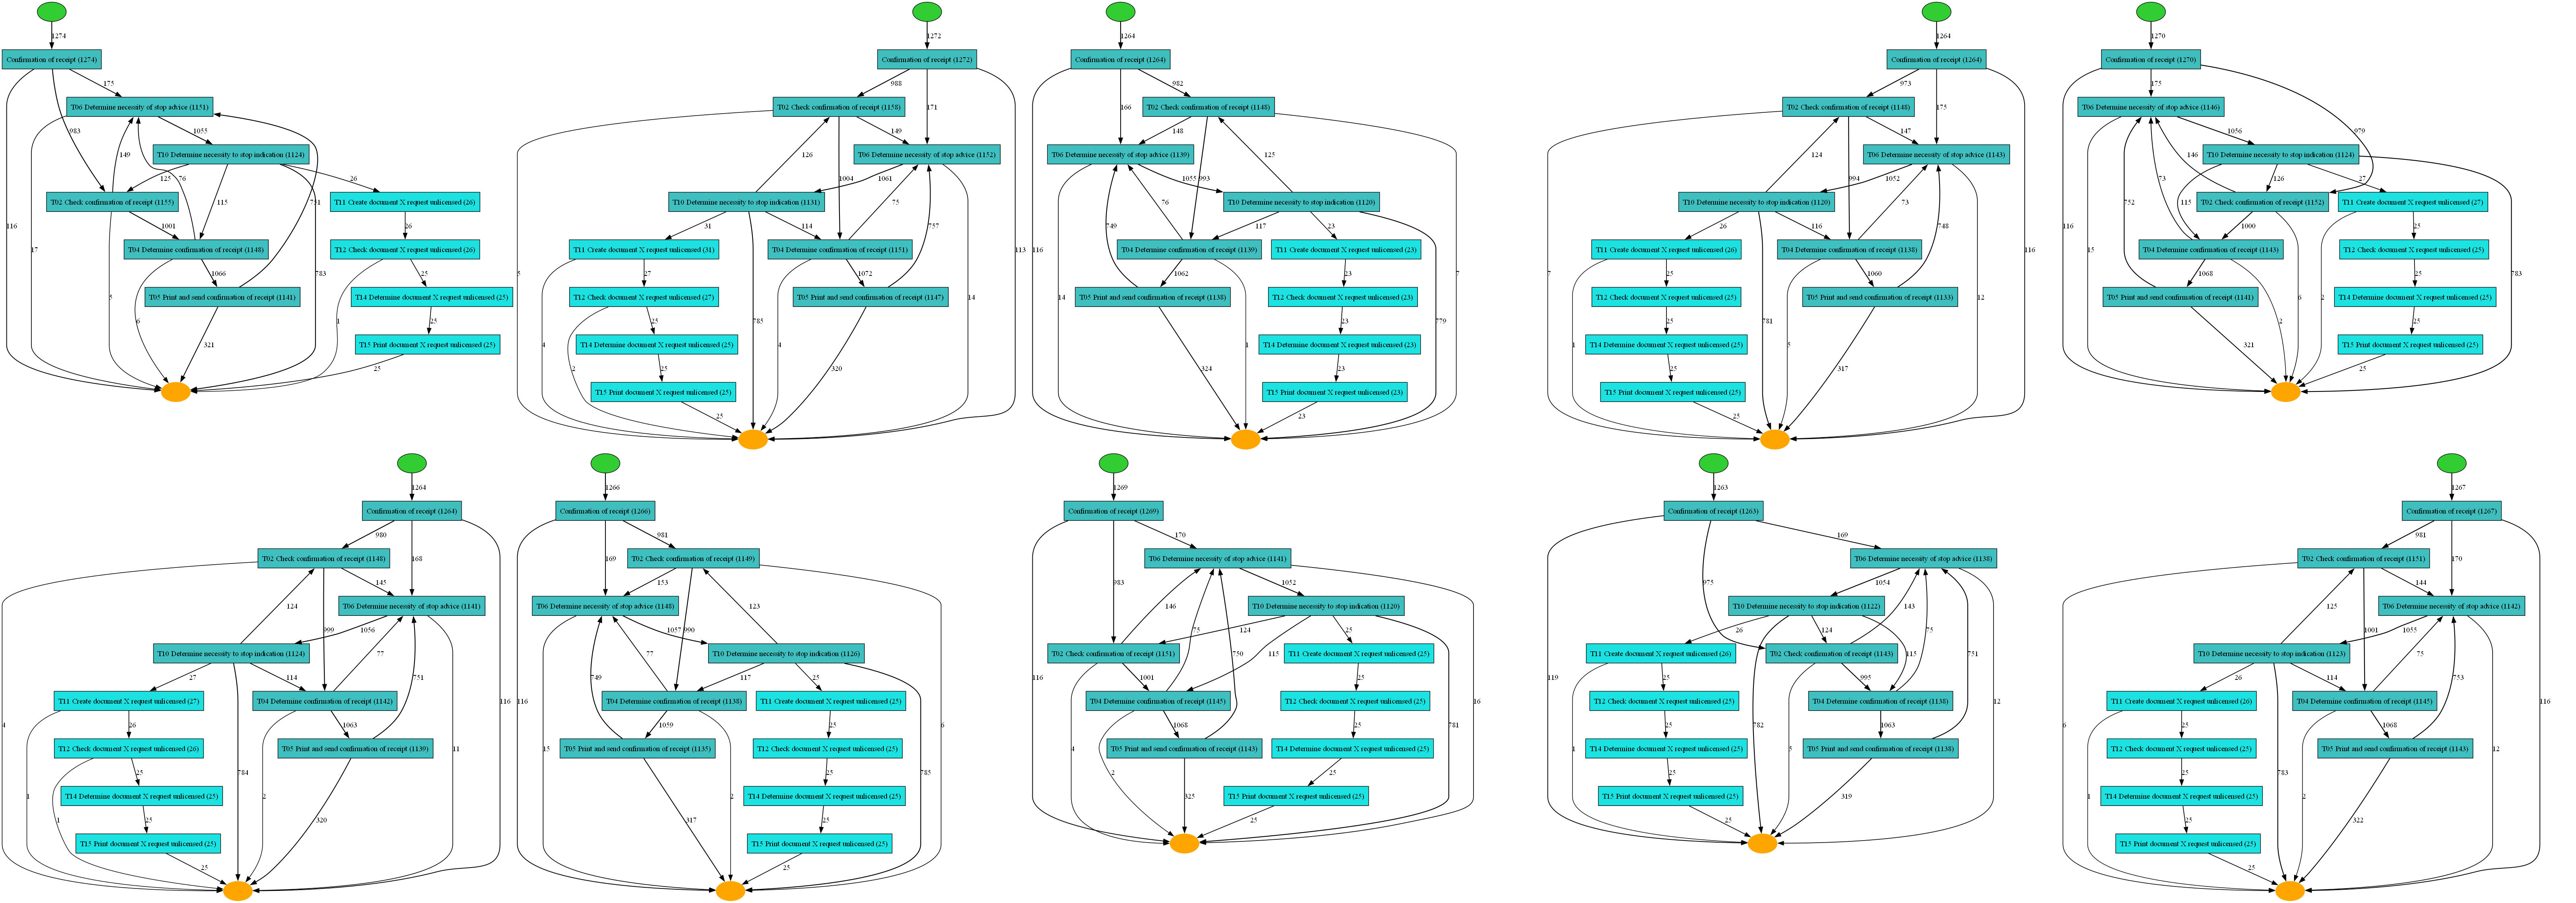 1274
Confirmation of receipt (1274)
175
T06 Determine necessity of stop advice (1151)
1055
983
T10 Determine necessity to stop indication (1124)
149
76
125
26
751
T02 Check confirmation of receipt (1155)
115
T11 Create document X request unlicensed (26)
116
17
1001
26
T04 Determine confirmation of receipt (1148)
T12 Check document X request unlicensed (26)
1066
783
25
5
6
T05 Print and send confirmation of receipt (1141)
T14 Determine document X request unlicensed (25)
1
25
321
T15 Print document X request unlicensed (25)
25
1272
Confirmation of receipt (1272)
988
T02 Check confirmation of receipt (1158)
171
149
126
T06 Determine necessity of stop advice (1152)
1004
1061
75
T10 Determine necessity to stop indication (1131)
31
114
757
T11 Create document X request unlicensed (31)
T04 Determine confirmation of receipt (1151)
113
5
27
1072
T12 Check document X request unlicensed (27)
T05 Print and send confirmation of receipt (1147)
14
785
25
4
4
T14 Determine document X request unlicensed (25)
2
25
320
T15 Print document X request unlicensed (25)
25
1264
Confirmation of receipt (1264)
982
166
T02 Check confirmation of receipt (1148)
148
125
T06 Determine necessity of stop advice (1139)
1055
993
76
T10 Determine necessity to stop indication (1120)
117
23
749
116
T04 Determine confirmation of receipt (1139)
T11 Create document X request unlicensed (23)
1062
23
7
T05 Print and send confirmation of receipt (1138)
T12 Check document X request unlicensed (23)
14
23
779
1
T14 Determine document X request unlicensed (23)
324
23
T15 Print document X request unlicensed (23)
23
1264
Confirmation of receipt (1264)
973
T02 Check confirmation of receipt (1148)
175
147
124
T06 Determine necessity of stop advice (1143)
994
1052
73
T10 Determine necessity to stop indication (1120)
26
116
748
T11 Create document X request unlicensed (26)
T04 Determine confirmation of receipt (1138)
116
7
25
1060
T12 Check document X request unlicensed (25)
T05 Print and send confirmation of receipt (1133)
12
781
25
1
5
T14 Determine document X request unlicensed (25)
25
317
T15 Print document X request unlicensed (25)
25
1270
Confirmation of receipt (1270)
175
T06 Determine necessity of stop advice (1146)
1056
979
146
T10 Determine necessity to stop indication (1124)
73
126
27
752
115
T02 Check confirmation of receipt (1152)
T11 Create document X request unlicensed (27)
116
15
1000
25
T04 Determine confirmation of receipt (1143)
T12 Check document X request unlicensed (25)
1068
783
25
2
6
2
T05 Print and send confirmation of receipt (1141)
T14 Determine document X request unlicensed (25)
25
321
T15 Print document X request unlicensed (25)
25
1264
Confirmation of receipt (1264)
980
T02 Check confirmation of receipt (1148)
168
145
124
T06 Determine necessity of stop advice (1141)
999
1056
77
T10 Determine necessity to stop indication (1124)
27
114
751
T11 Create document X request unlicensed (27)
T04 Determine confirmation of receipt (1142)
116
4
26
1063
T12 Check document X request unlicensed (26)
T05 Print and send confirmation of receipt (1139)
11
784
25
1
2
T14 Determine document X request unlicensed (25)
1
25
320
T15 Print document X request unlicensed (25)
25
1266
Confirmation of receipt (1266)
981
169
T02 Check confirmation of receipt (1149)
153
123
T06 Determine necessity of stop advice (1148)
1057
990
77
T10 Determine necessity to stop indication (1126)
117
25
749
116
T04 Determine confirmation of receipt (1138)
T11 Create document X request unlicensed (25)
1059
25
6
T05 Print and send confirmation of receipt (1135)
T12 Check document X request unlicensed (25)
15
25
785
2
T14 Determine document X request unlicensed (25)
317
25
T15 Print document X request unlicensed (25)
25
1269
Confirmation of receipt (1269)
170
T06 Determine necessity of stop advice (1141)
1052
983
146
T10 Determine necessity to stop indication (1120)
75
124
25
750
115
T02 Check confirmation of receipt (1151)
T11 Create document X request unlicensed (25)
116
1001
25
T04 Determine confirmation of receipt (1145)
T12 Check document X request unlicensed (25)
16
1068
781
25
4
2
T05 Print and send confirmation of receipt (1143)
T14 Determine document X request unlicensed (25)
25
325
T15 Print document X request unlicensed (25)
25
1263
Confirmation of receipt (1263)
169
T06 Determine necessity of stop advice (1138)
975
1054
143
T10 Determine necessity to stop indication (1122)
75
26
124
115
751
T11 Create document X request unlicensed (26)
T02 Check confirmation of receipt (1143)
119
25
995
12
T12 Check document X request unlicensed (25)
T04 Determine confirmation of receipt (1138)
782
25
1063
1
5
T14 Determine document X request unlicensed (25)
T05 Print and send confirmation of receipt (1138)
25
319
T15 Print document X request unlicensed (25)
25
1267
Confirmation of receipt (1267)
981
T02 Check confirmation of receipt (1151)
170
144
125
T06 Determine necessity of stop advice (1142)
1001
1055
75
T10 Determine necessity to stop indication (1123)
26
114
753
T11 Create document X request unlicensed (26)
T04 Determine confirmation of receipt (1145)
116
6
25
1068
T12 Check document X request unlicensed (25)
T05 Print and send confirmation of receipt (1143)
12
783
25
1
2
T14 Determine document X request unlicensed (25)
25
322
T15 Print document X request unlicensed (25)
25